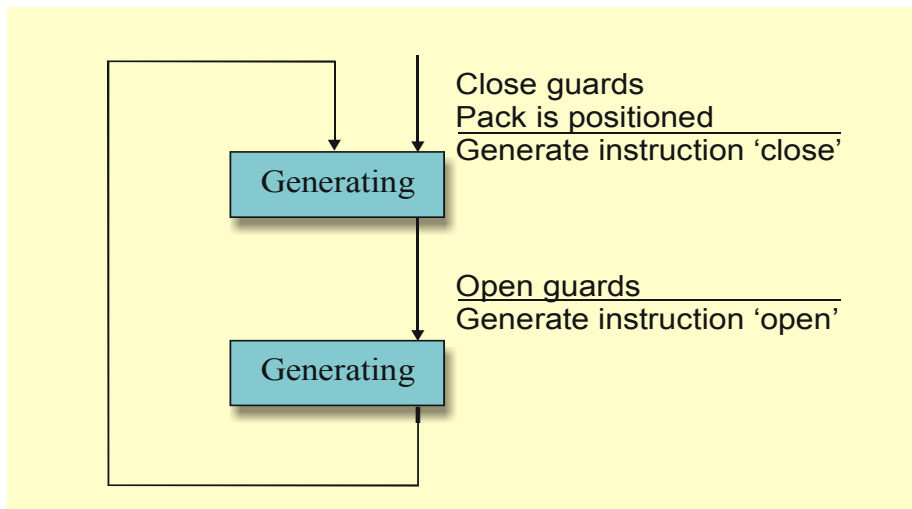 Close guards
Pack is positioned
Generate instruction ‘close’
Generating
Open guards
Generate instruction ‘open’
Generating